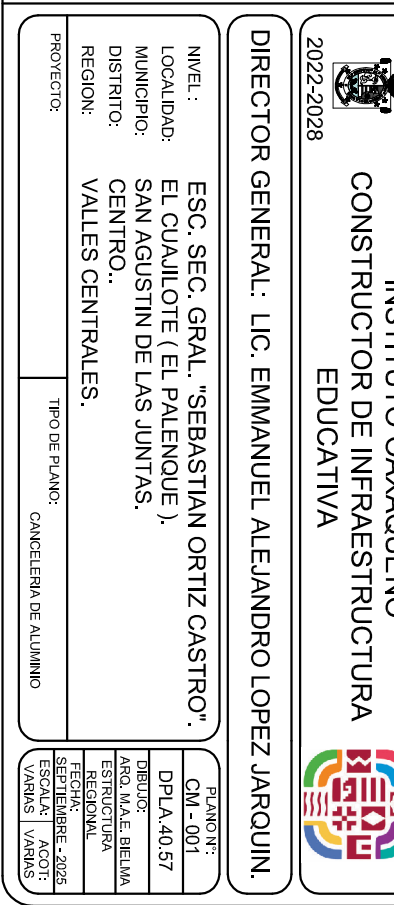 INSTITUTO OAXAQUEÑO
CONSTRUCTOR DE INFRAESTRUCTURA
EDUCATIVA
2022-2028
DIRECTOR GENERAL: LIC. EMMANUEL ALEJANDRO LOPEZ JARQUIN.
NIVEL : ESC. SEC. GRAL. "SEBASTIAN ORTIZ CASTRO".
LOCALIDAD: EL CUAJILOTE ( EL PALENQUE ).
MUNICIPIO: SAN AGUSTIN DE LAS JUNTAS.
DISTRITO: CENTRO..
REGION: VALLES CENTRALES.
PROYECTO:
TIPO DE PLANO:
CANCELERIA DE ALUMINIO
PLANO Nº:
CM - 001
DPLA.40.57
DIBUJO:
ARQ. M.A.E. BIELMA
ESTRUCTURA
REGIONAL
FECHA:
SEPTIEMBRE - 2025
ESCALA: ACOT:
VARIAS VARIAS